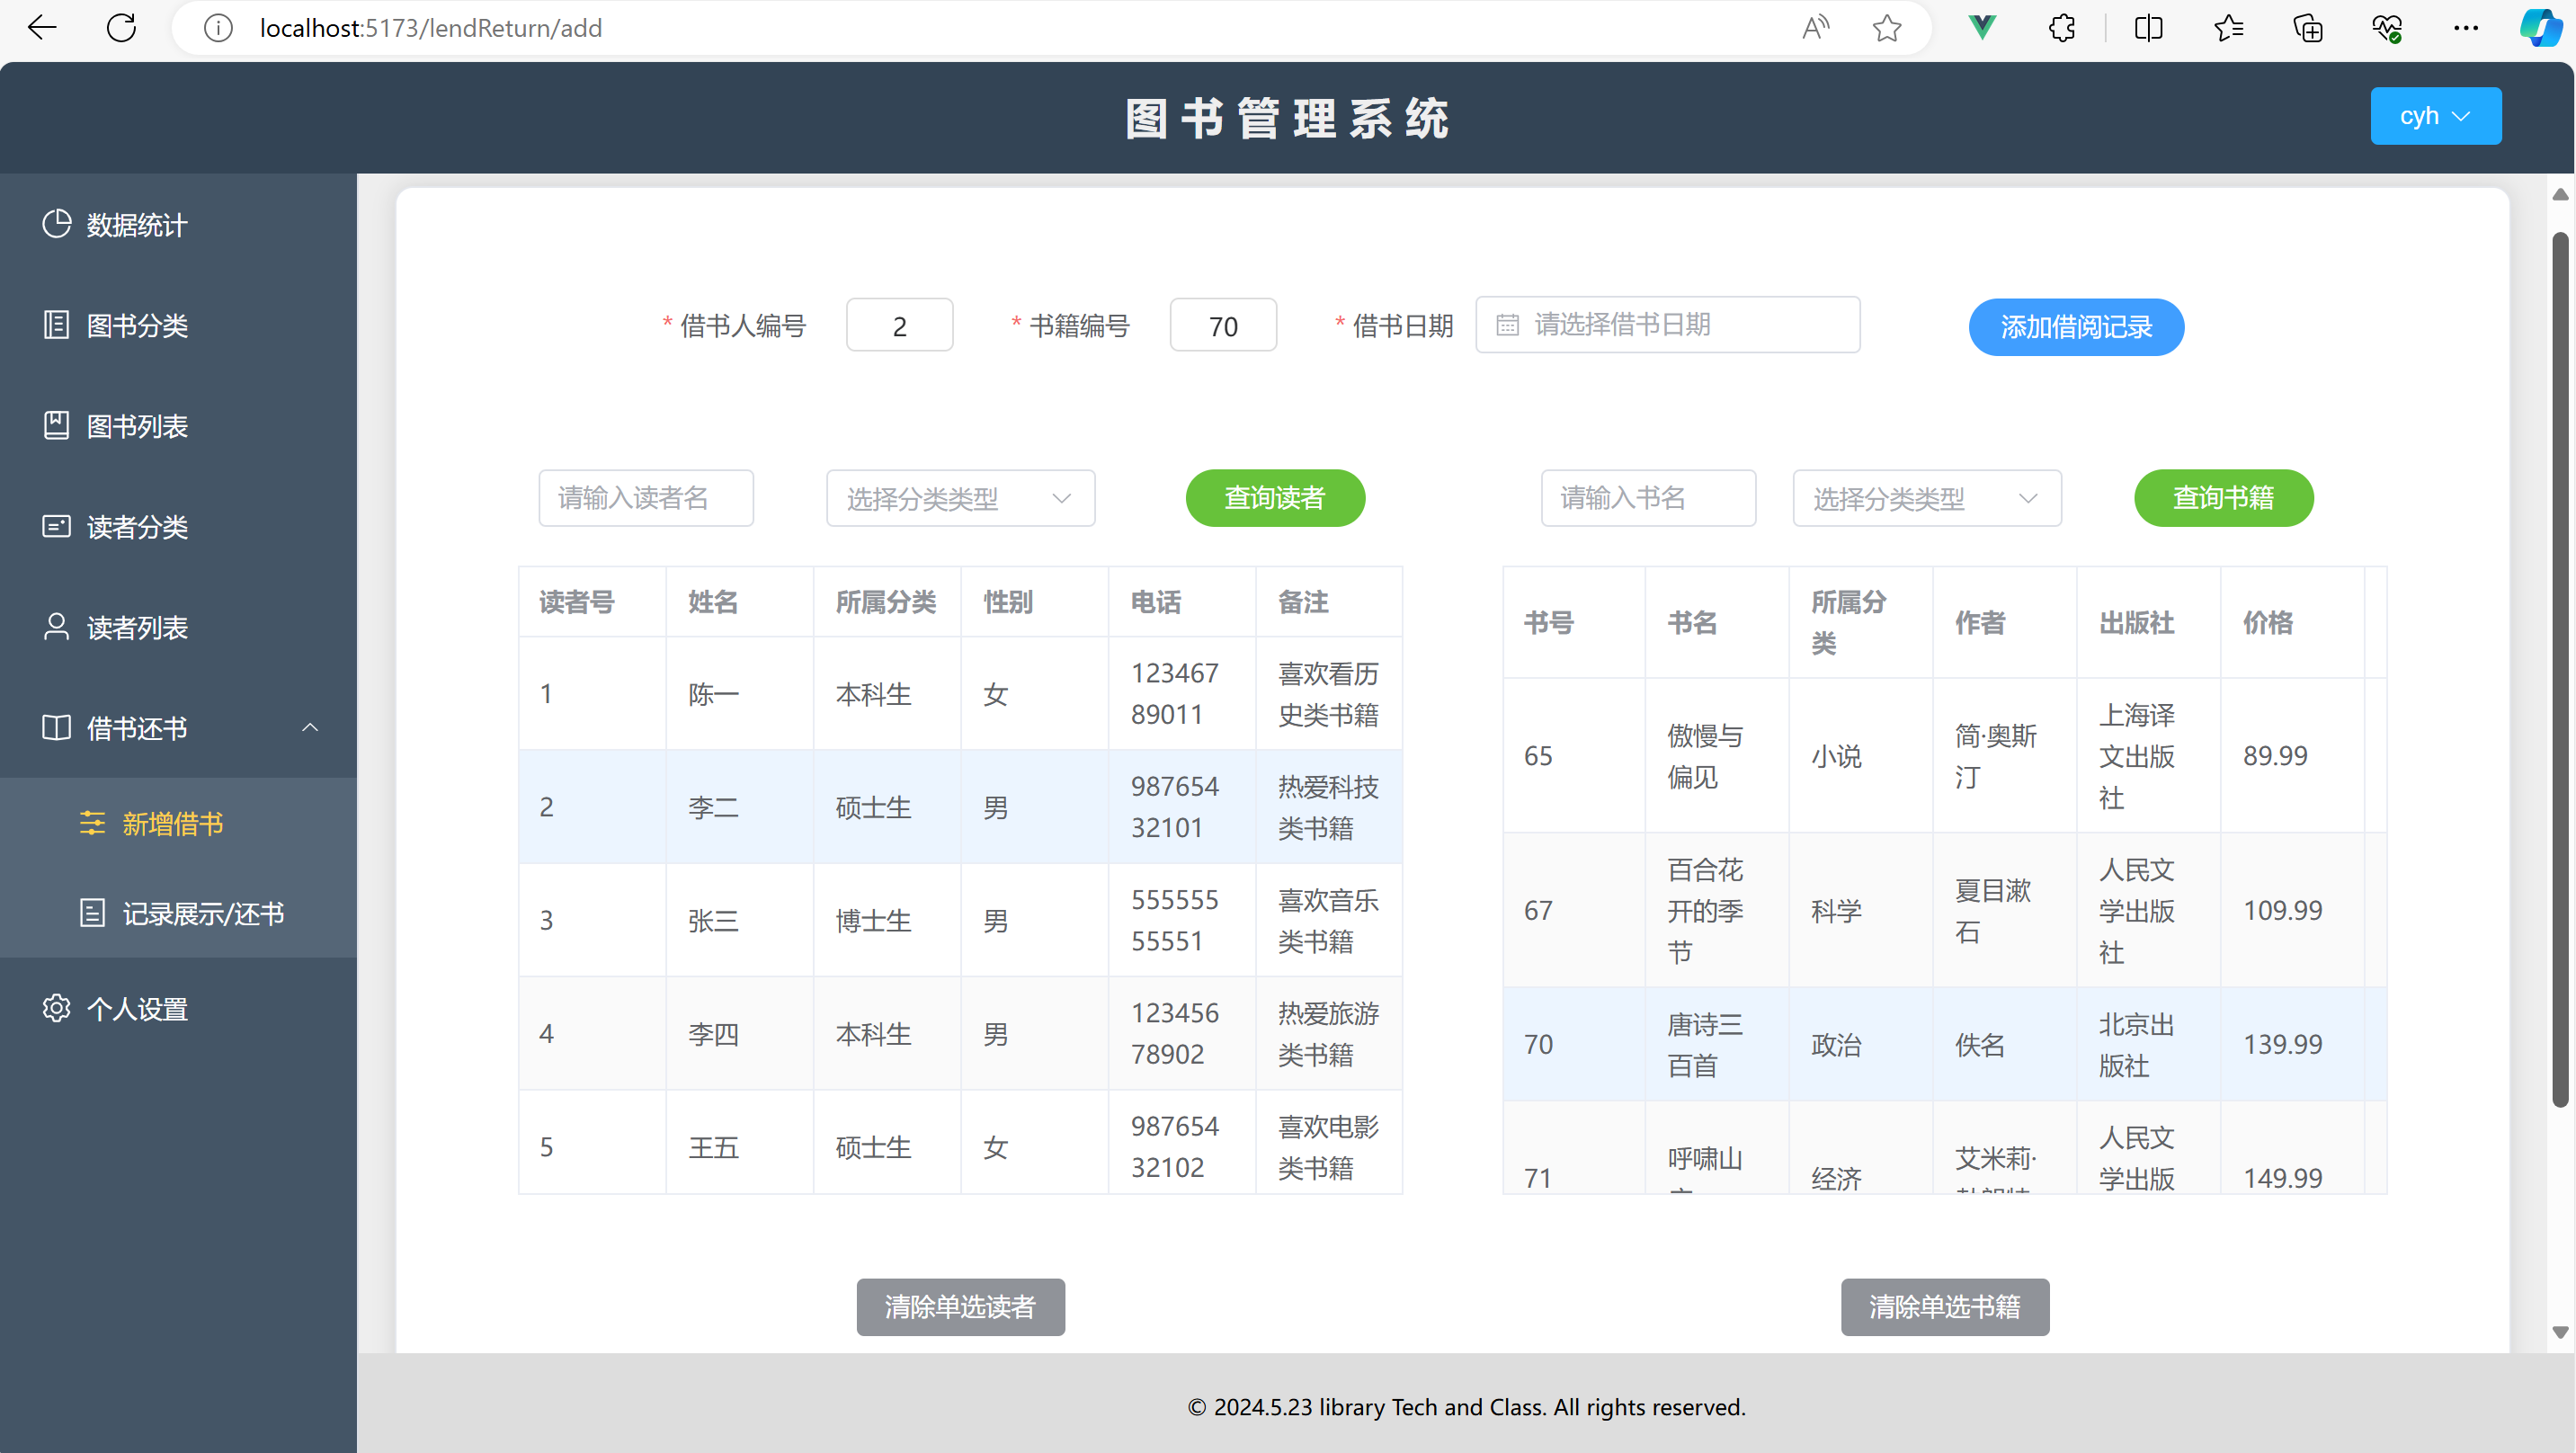 localhost:5173/lendReturn/add
图书管理系统
cyh
数据统计
图书分类
图书列表
读者分类
读者列表
借书还书
新增借书
记录展示/还书
个人设置
* 借书人编号 2 * 书籍编号 70 * 借书日期 请选择借书日期 添加借阅记录
请输入读者名 选择分类类型 查询读者
读者号 姓名 所属分类 性别 电话 备注
1 陈一 本科生 女 123467 喜欢看历
89011 史类书籍
2 李二 硕士生 男 987654 热爱科技
32101 类书籍
3 张三 博士生 男 555555 喜欢音乐
55551 类书籍
4 李四 本科生 男 123456 热爱旅游
78902 类书籍
5 王五 硕士生 女 987654 喜欢电影
32102 类书籍
清除单选读者
请输入书名 选择分类类型 查询书籍
书号 书名 所属分 作者 出版社 价格
类
65 傲慢与 小说 简·奥斯 上海译 89.99
偏见 汀 文出版
社
67 百合花 科学 夏目漱 人民文 109.99
开的季 石 学出版
节 社
70 唐诗三 政治 佚名 北京出 139.99
百首 版社
71 呼啸山 经济 艾米莉· 人民文 149.99
学出版
清除单选书籍
© 2024.5.23 library Tech and Class. All rights reserved.